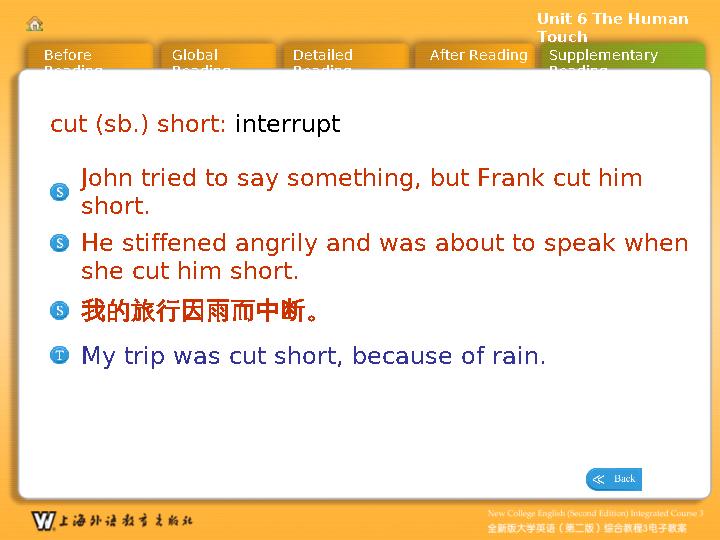 Unit 6 The Human
Touch
Before
Reading
Global
Reading
Detailed
Reading
After Reading
Supplementary
Reading
cut (sb.) short: interrupt
S John tried to say something, but Frank cut him
short.
S He stiffened angrily and was about to speak when
she cut him short.
S 我的旅行因雨而中断。
T My trip was cut short, because of rain.
≪ Back
W 上海外语教育出版社
New College English (Second Edition) Integrated Course 3
全新版大学英语（第二版）综合教程3电子教案